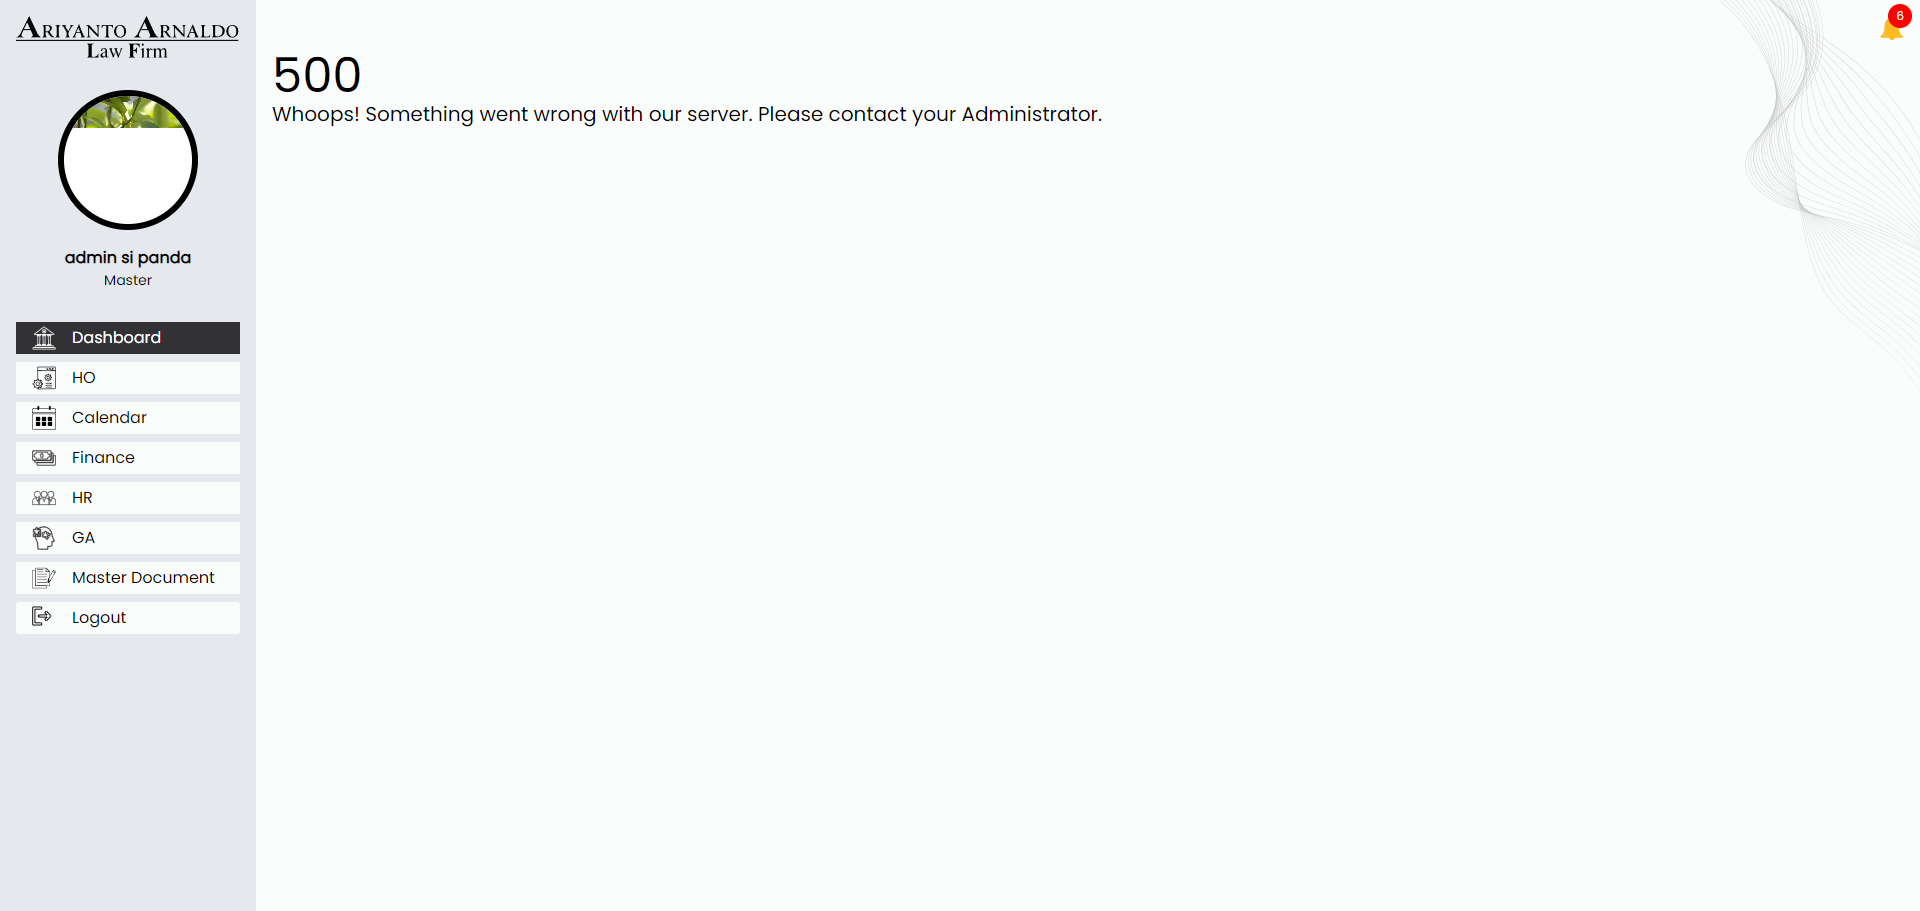 ARIYANTO ARNALDO
Law Firm
admin si panda
Master
Dashboard
HO
Calendar
Finance
HR
GA
Master Document
Logout
6
500
Whoops! Something went wrong with our server. Please contact your Administrator.